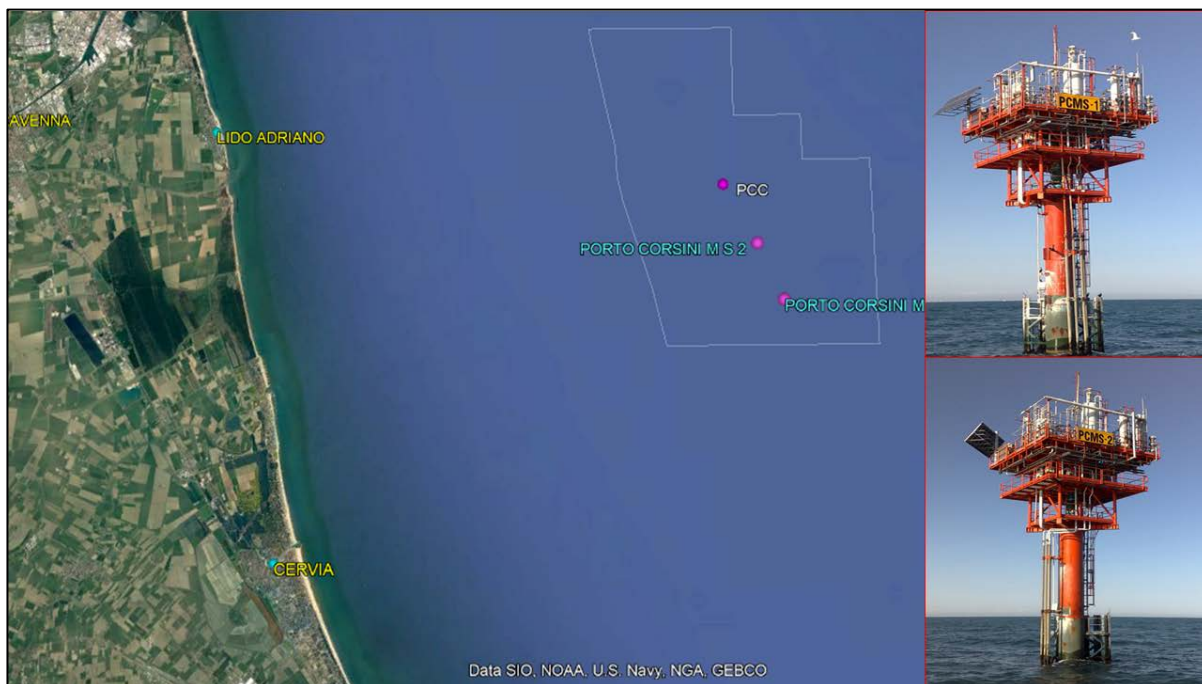 AVENNA
LIDO ADRIANO
PCC
PORTO CORSINI M S 2
PORTO CORSINI M
CERVIA
Data SIO, NOAA, U.S. Navy, NGA, GEBCO
PCMS-1
PCMS-2